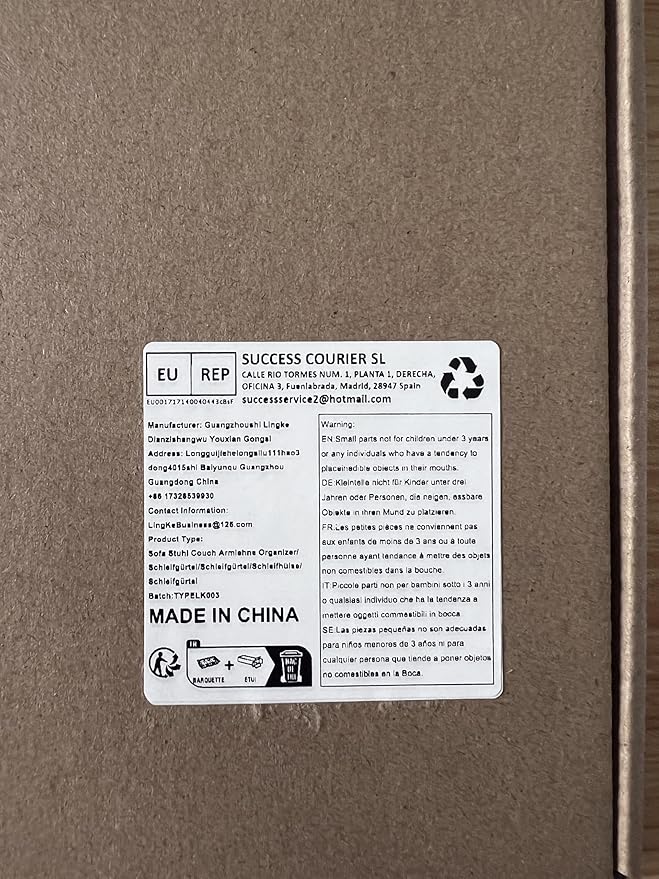 EU REP
SUCCESS COURIER SL
CALLE RIO TORMES NUM. 1, PLANTA 1, DERECHA,
OFICINA 3, Fuenlabrada, Madrid, 28947 Spain
successservice2@hotmail.com
Manufacturer: Guangzhoushi Lingke
Dianzishangwu Youxian Gongsi
Address: Longguijiehelongsilu111hao3
dong4015shi Baiyunqu Guangzhou
Guangdong China
+86 17328539930
Contact Information:
LingKeBusiness@126.com
Product Type:
Sofa Stuhl Couch Armlehne Organizer/
Schleifgürtel/Schleifgürtel/Schleifhülse/
Schleifgürtel
Batch:TYPELK003
MADE IN CHINA
FR
BARQUETTE + ÉTUI
BAC
DE
TRI
Warning:
EN:Small parts not for children under 3 years
or any individuals who have a tendency to
placeinedible objects in their mouths.
DE:Kleinteile nicht für Kinder unter drei
Jahren oder Personen, die neigen, essbare
Objekte in ihren Mund zu platzieren.
FR:Les petites pièces ne conviennent pas
aux enfants de moins de 3 ans ou à toute
personne ayant tendance à mettre des objets
non comestibles dans la bouche.
IT:Piccole parti non per bambini sotto i 3 anni
o qualsiasi individuo che ha la tendenza a
mettere oggetti commestibili in bocca.
SE:Las piezas pequeñas no son adecuadas
para niños menores de 3 años ni para
cualquier persona que tiende a poner objetos
no comestibles en la Boca.